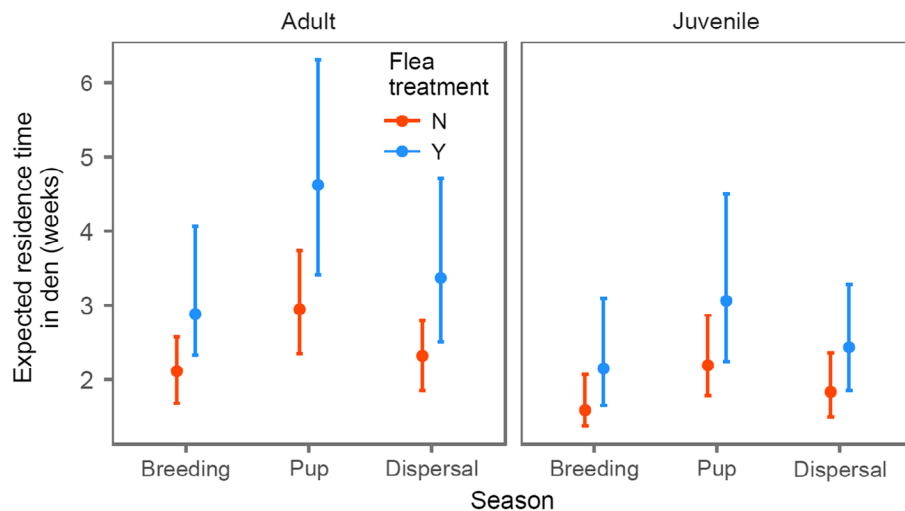 Adult
Juvenile
Expected residence time
in den (weeks)
6
5
4
3
2
Flea
treatment
N
Y
Breeding
Pup
Dispersal
Breeding
Pup
Dispersal
Season